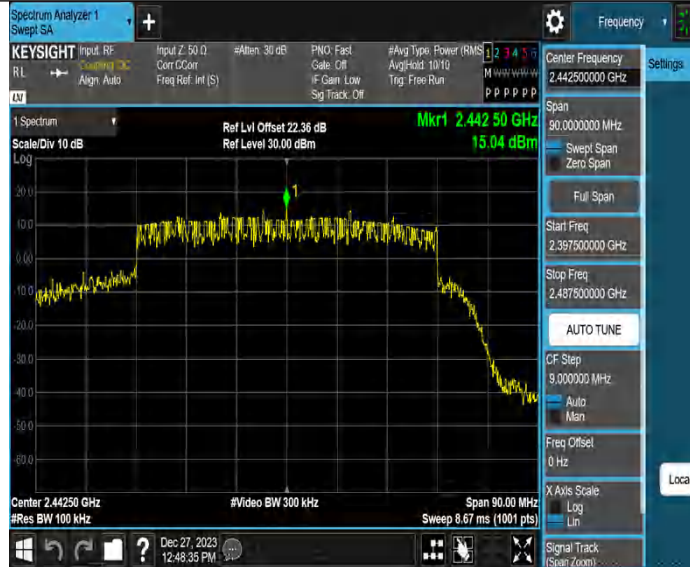 Spectrum Analyzer 1
Swept SA
+
Frequency
KEYSIGHT
RL
Input: RF
Coupling: DC
Align: Auto
Input Z: 50 Ω
Corr CCorr
Freq Ref: Int (S)
#Atten: 30 dB
PNO: Fast
Gate: Off
IF Gain: Low
Sig Track: Off
#Avg Type: Power (RMS
Avg|Hold: 10/10
Trig: Free Run
1 2 3 4 5 6
M W W W W W
P P P P P P
1 Spectrum
Scale/Div 10 dB
Ref Lvl Offset 22.36 dB
Ref Level 30.00 dBm
Mkr1 2.442 50 GHz
15.04 dBm
Log
20.0
10.0
0.00
-10.0
-20.0
-30.0
-40.0
-50.0
-60.0
1
Center 2.44250 GHz
#Res BW 100 kHz
#Video BW 300 kHz
Span 90.00 MHz
Sweep 8.67 ms (1001 pts)
Center Frequency
2.442500000 GHz
Settings
Span
90.0000000 MHz
Swept Span
Zero Span
Full Span
Start Freq
2.397500000 GHz
Stop Freq
2.487500000 GHz
AUTO TUNE
CF Step
9.000000 MHz
Auto
Man
Freq Offset
0 Hz
X Axis Scale
Log
Lin
Signal Track
(Span Zoom)
Loca
?
Dec 27, 2023
12:48:35 PM